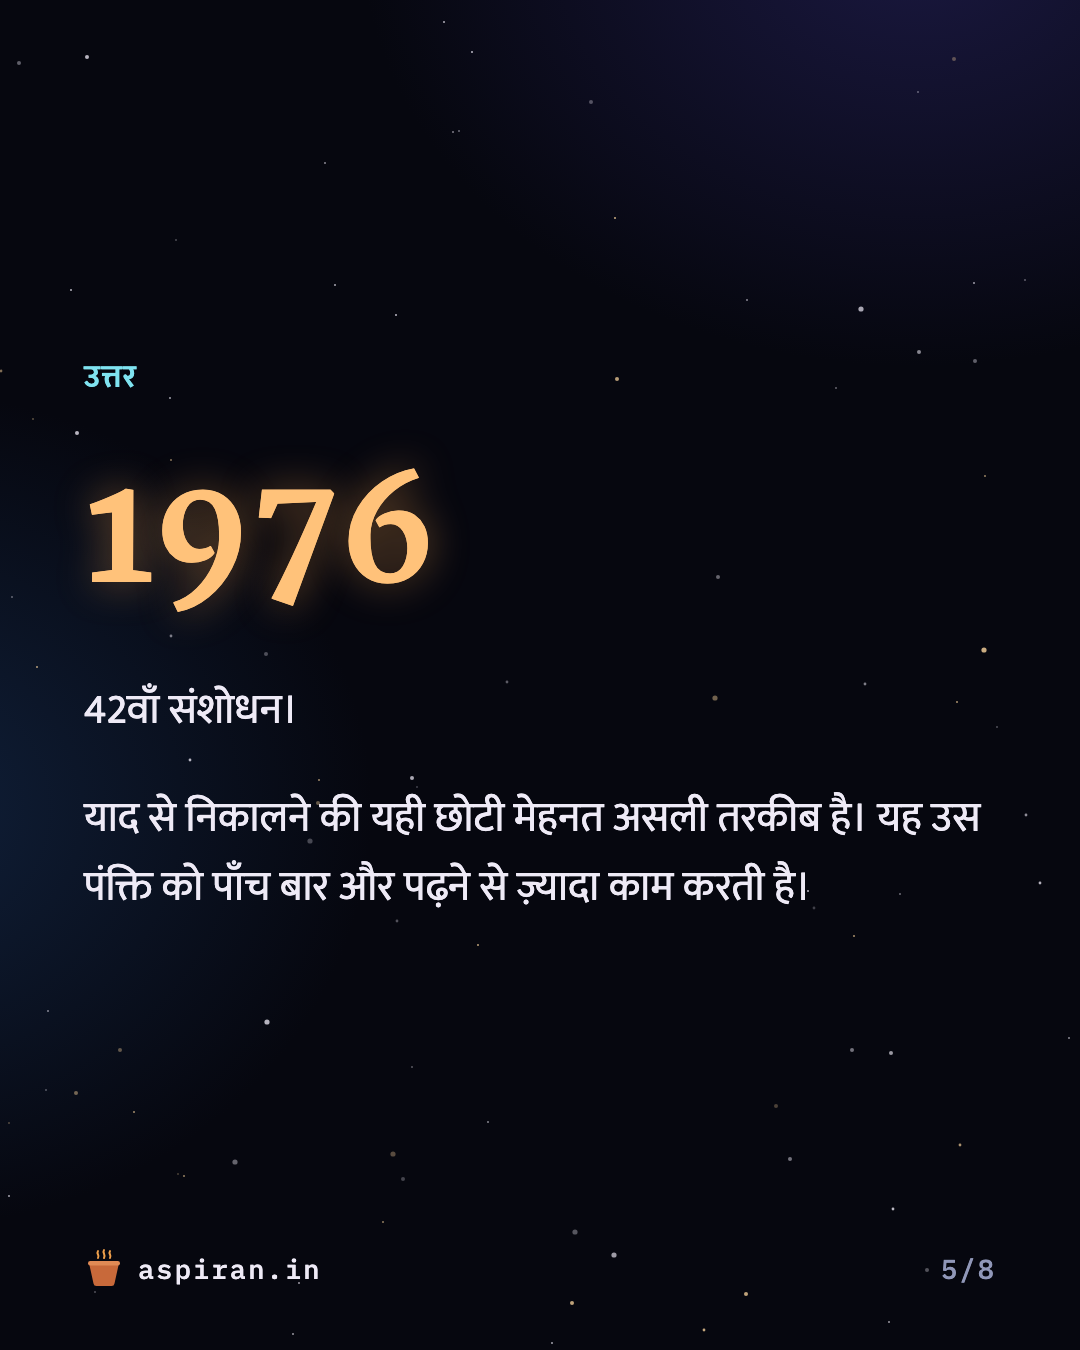 उत्तर
1976
42वाँ संशोधन।
याद से निकालने की यही छोटी मेहनत असली तरकीब है। यह उस
पंक्ति को पाँच बार और पढ़ने से ज़्यादा काम करती है।
aspiran.in
5/8